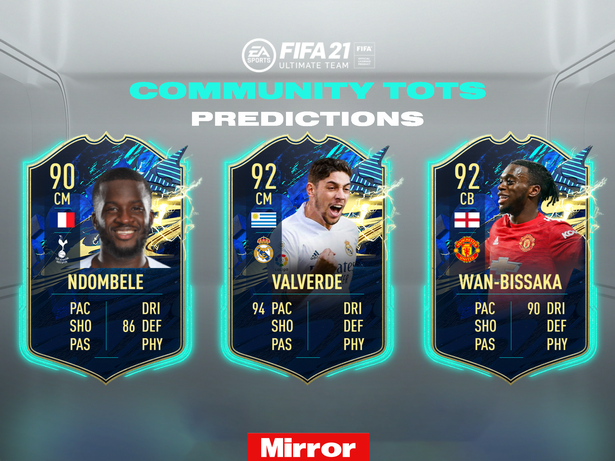 EA
SPORTS
FIFA 21
ULTIMATE TEAM
FIFA
COMMUNITY TOTS
PREDICTIONS
90
CM
NDOMBELE
PAC DRI
SHO 86 DEF
PAS PHY
92
CM
VALVERDE
94 PAC DRI
SHO DEF
PAS PHY
92
CB
WAN-BISSAKA
PAC 90 DRI
SHO DEF
PAS PHY
Mirror